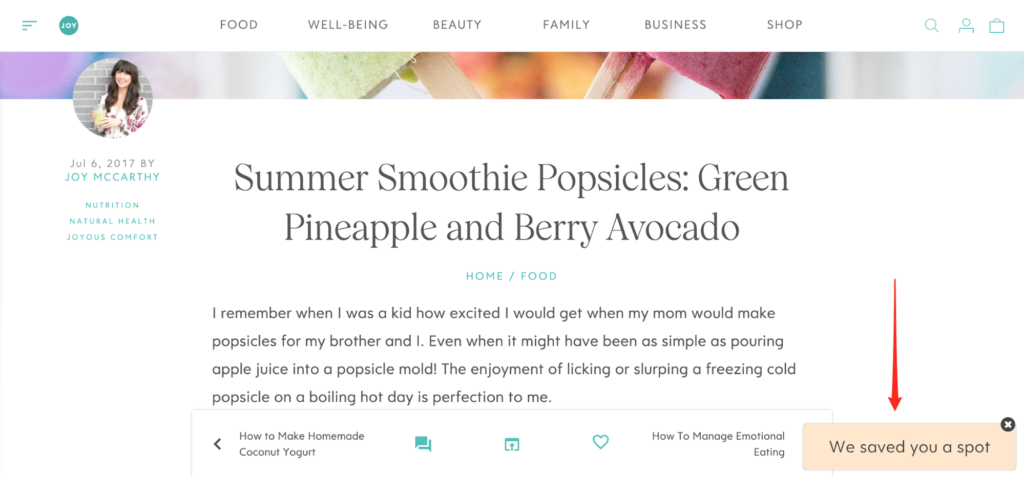 JOY
FOOD
WELL-BEING
BEAUTY
FAMILY
BUSINESS
SHOP
Jul 6, 2017 BY
JOY MCCARTHY
NUTRITION
NATURAL HEALTH
JOYOUS COMFORT
Summer Smoothie Popsicles: Green
Pineapple and Berry Avocado
HOME / FOOD
I remember when I was a kid how excited I would get when my mom would make
popsicles for my brother and I. Even when it might have been as simple as pouring
apple juice into a popsicle mold! The enjoyment of licking or slurping a freezing cold
popsicle on a boiling hot day is perfection to me.
How to Make Homemade
Coconut Yogurt
How To Manage Emotional
Eating
We saved you a spot